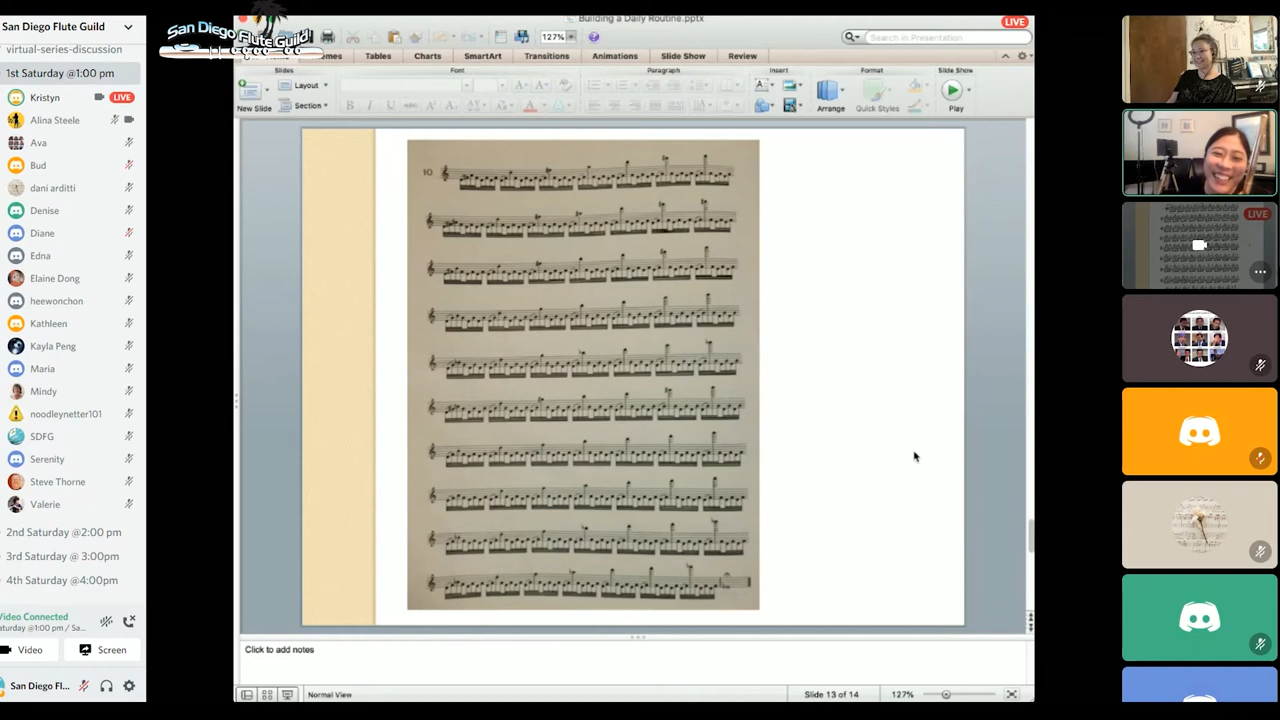 San Diego Flute Guild
San Diego Flute Guild
virtual-series-discussion
1st Saturday @1:00 pm
Kristyn
LIVE
Alina Steele
Ava
Bud
dani arditti
Denise
Diane
Edna
Elaine Dong
heewonchon
Kathleen
Kayla Peng
Maria
Mindy
noodleynetter101
SDFG
Serenity
Steve Thorne
Valerie
2nd Saturday @2:00 pm
3rd Saturday @ 3:00pm
4th Saturday @4:00pm
Video Connected
Video
Screen
San Diego Fl...
Building a Daily Routine.pptx
LIVE
127%
Search in Presentation
Tables
Charts
SmartArt
Transitions
Animations
Slide Show
Review
Slides
Font
Paragraph
Insert
Format
Slide Show
New Slide
Layout
Section
Arrange
Quick Styles
Play
10
Click to add notes
Normal View
Slide 13 of 14
127%
LIVE